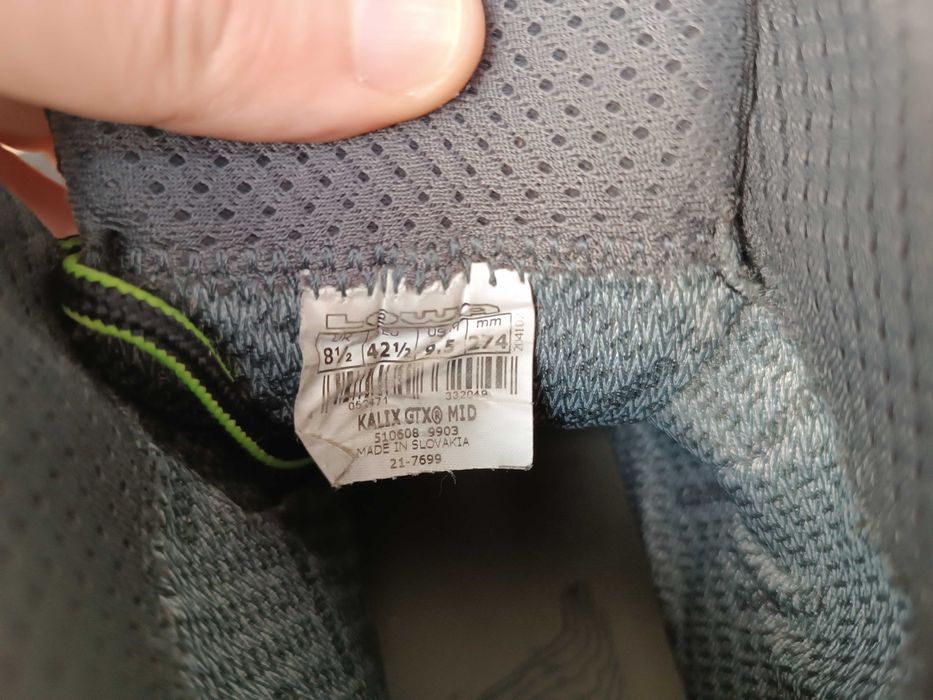 LOWA
UK EU US M mm
8½ 42½ 9.5 274
062471 332049
KALIX GTX® MID
510608 9903
MADE IN SLOVAKIA
21-7699